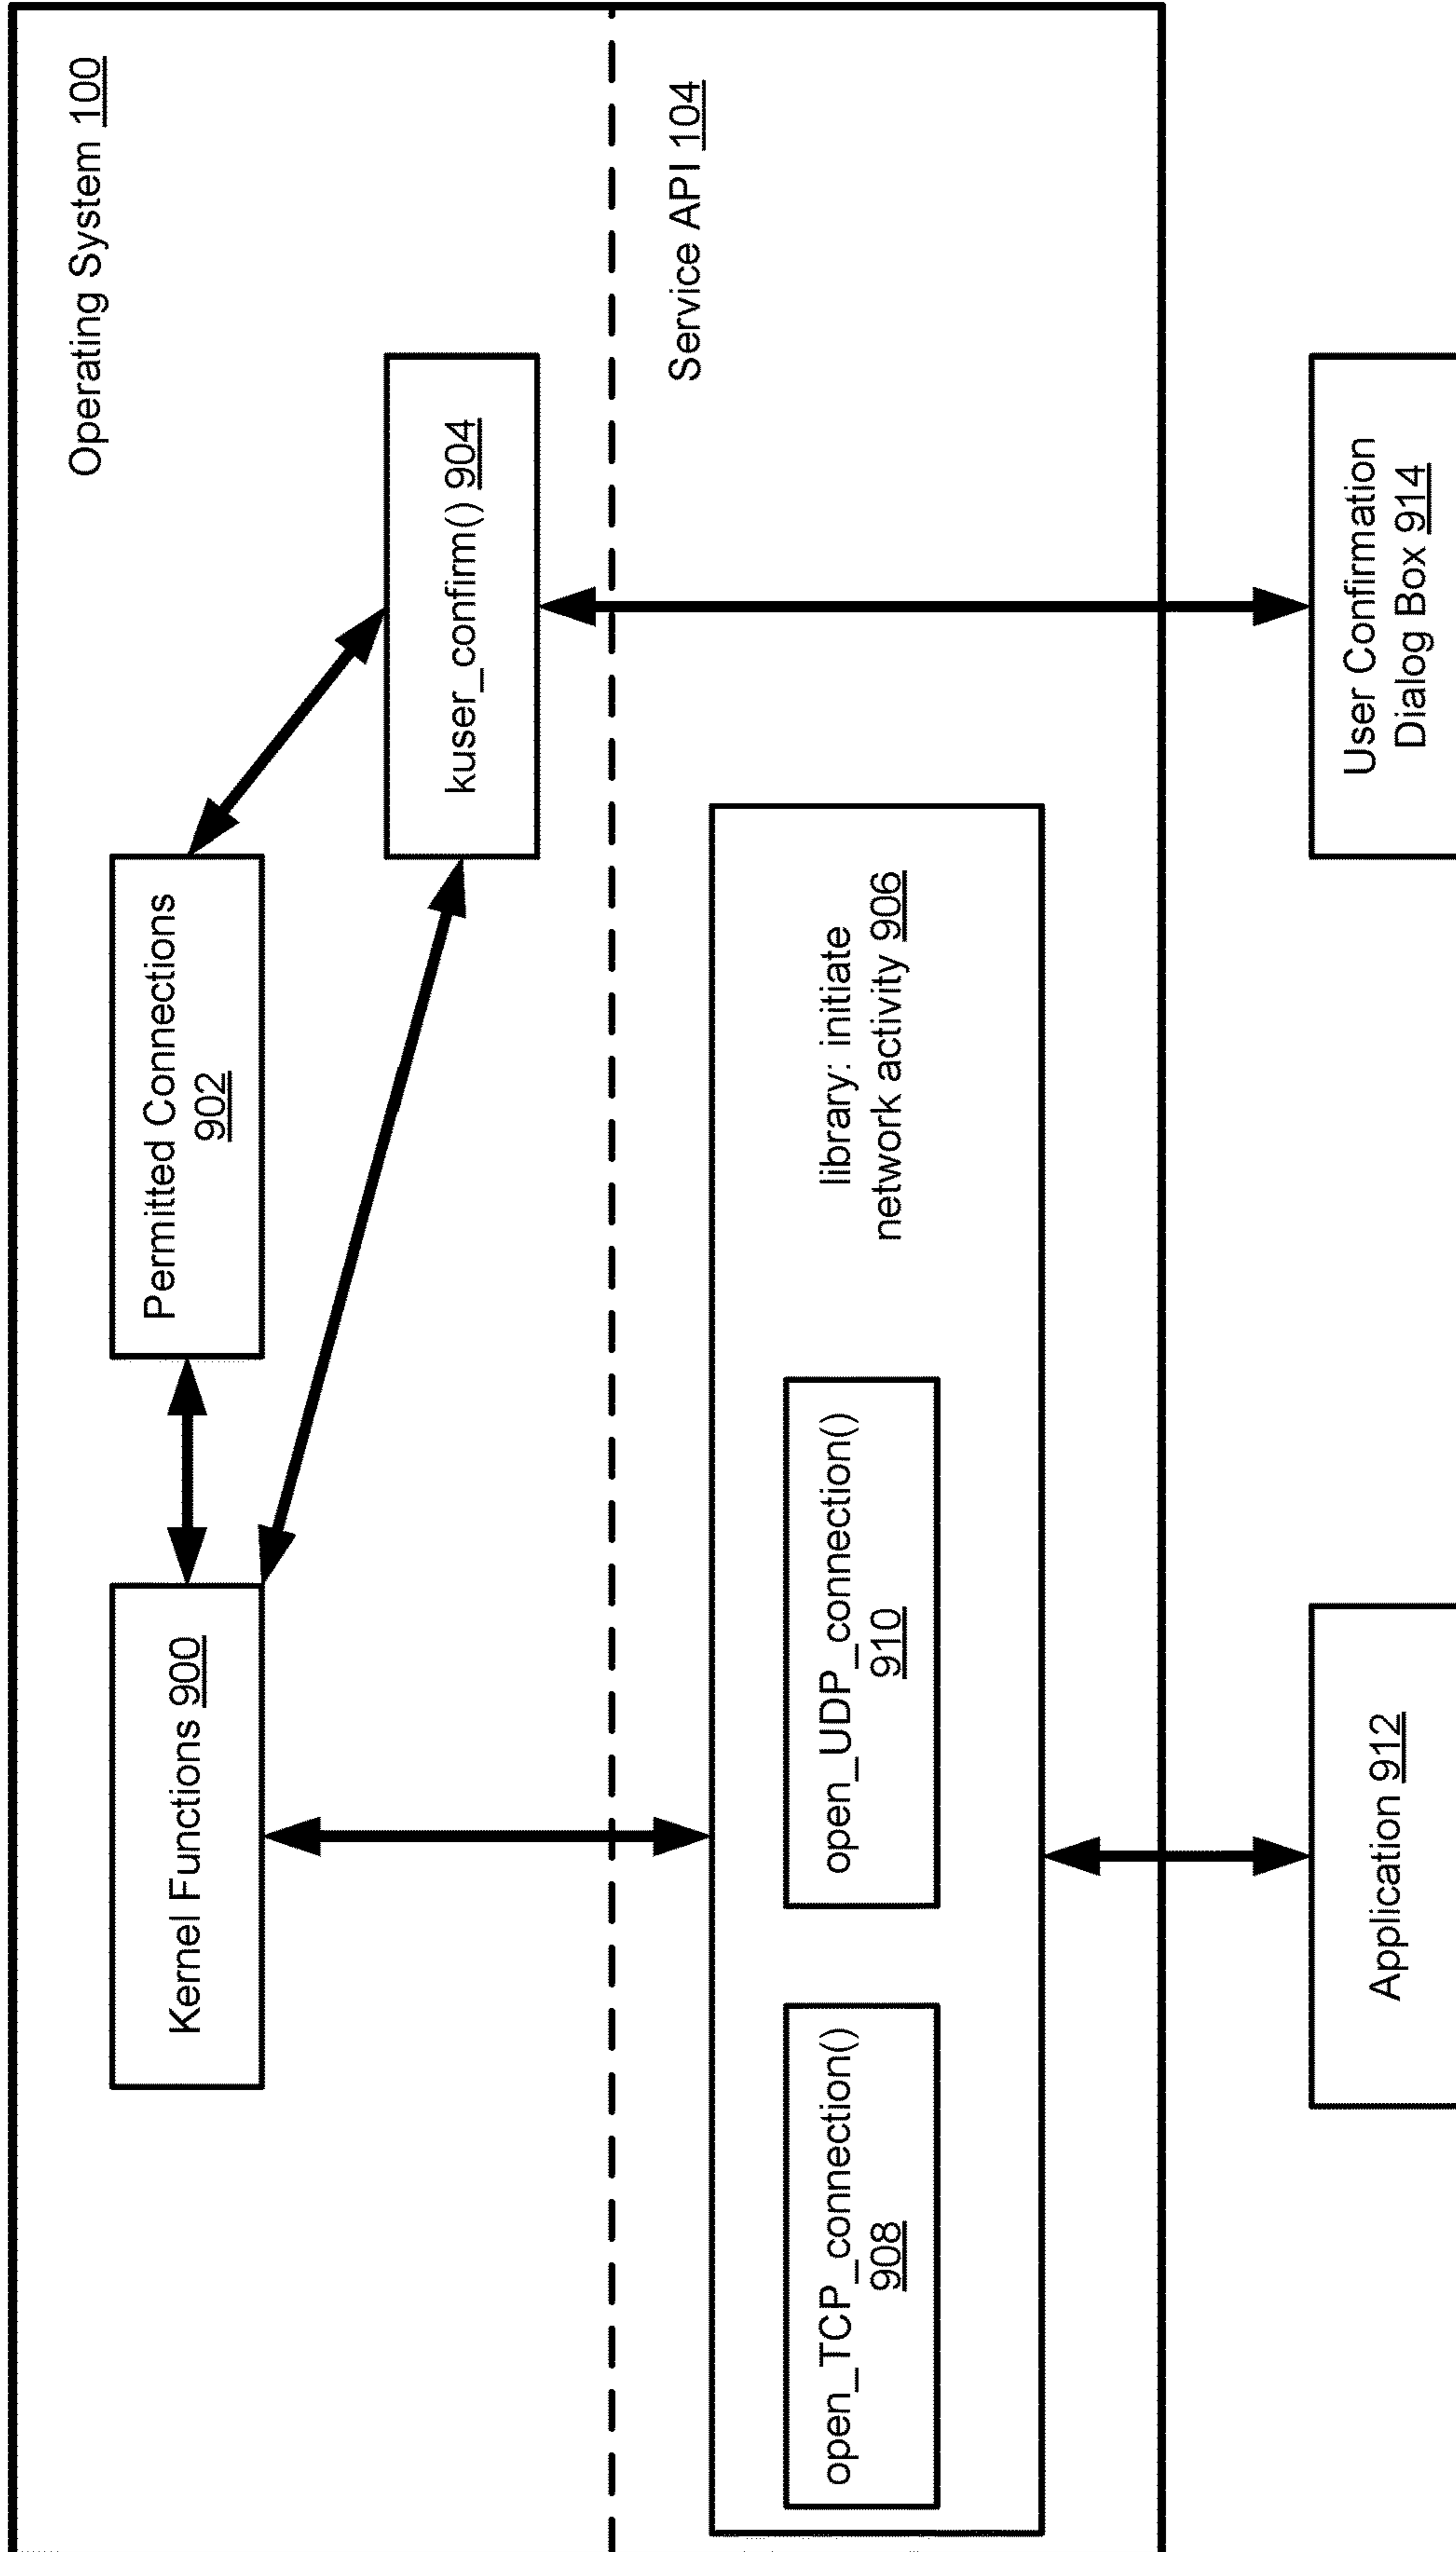 Operating System 100
Kernel Functions 900
Permitted Connections
902
kuser_confirm() 904
Service API 104
open_TCP_connection()
908
open_UDP_connection()
910
library: initiate
network activity 906
Application 912
User Confirmation
Dialog Box 914